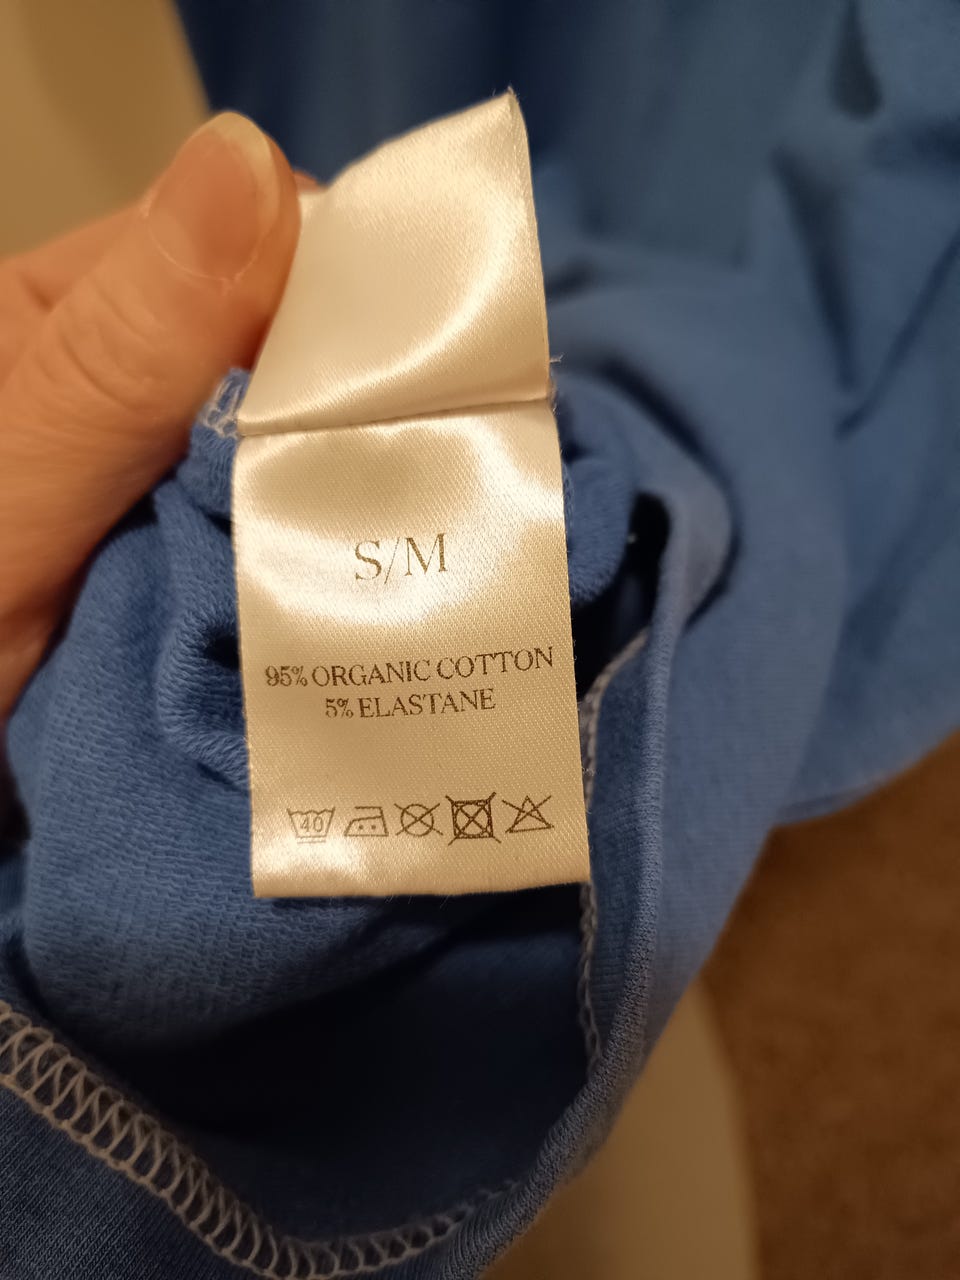 S/M
95% ORGANIC COTTON
5% ELASTANE
40